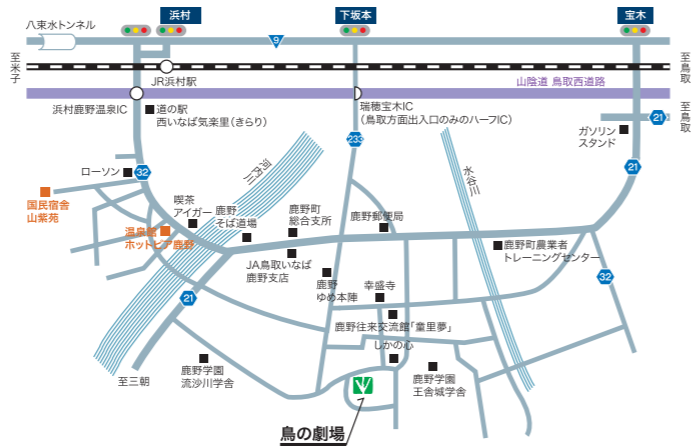 浜村
下坂本
宝木
八束水トンネル
9
至米子
至鳥取
JR浜村駅
山陰道 鳥取西道路
浜村鹿野温泉IC
道の駅
西いなば気楽里(きらり)
瑞穂宝木IC
(鳥取方面出入口のみのハーフIC)
至鳥取
21
ガソリン
スタンド
233
河内川
水谷川
21
ローソン
32
国民宿舎
山紫苑
喫茶
アイガー
温泉館
ホットピア鹿野
鹿野
そば道場
鹿野町
総合支所
鹿野郵便局
JA鳥取いなば
鹿野支店
鹿野町農業者
トレーニングセンター
32
21
鹿野
ゆめ本陣
幸盛寺
鹿野往来交流館「童里夢」
しかの心
至三朝
鹿野学園
流沙川学舎
鹿野学園
王舎城学舎
鳥の劇場